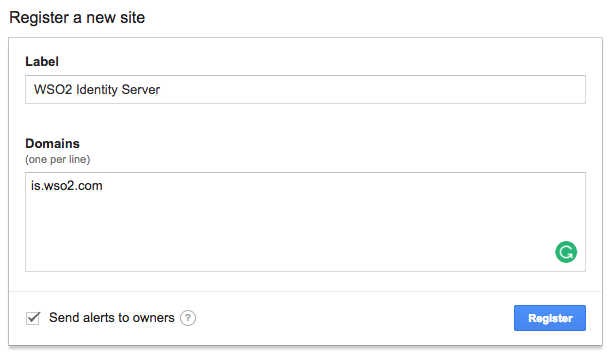 Register a new site
Label
WSO2 Identity Server
Domains
(one per line)
is.wso2.com
Send alerts to owners ?
Register